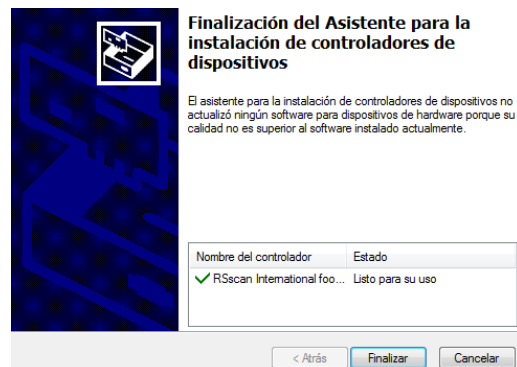 Finalización del Asistente para la
instalación de controladores de
dispositivos
El asistente para la instalación de controladores de dispositivos no
actualizó ningún software para dispositivos de hardware porque su
calidad no es superior al software instalado actualmente.
Nombre del controlador Estado
RSscan International foo... Listo para su uso
< Atrás Finalizar Cancelar